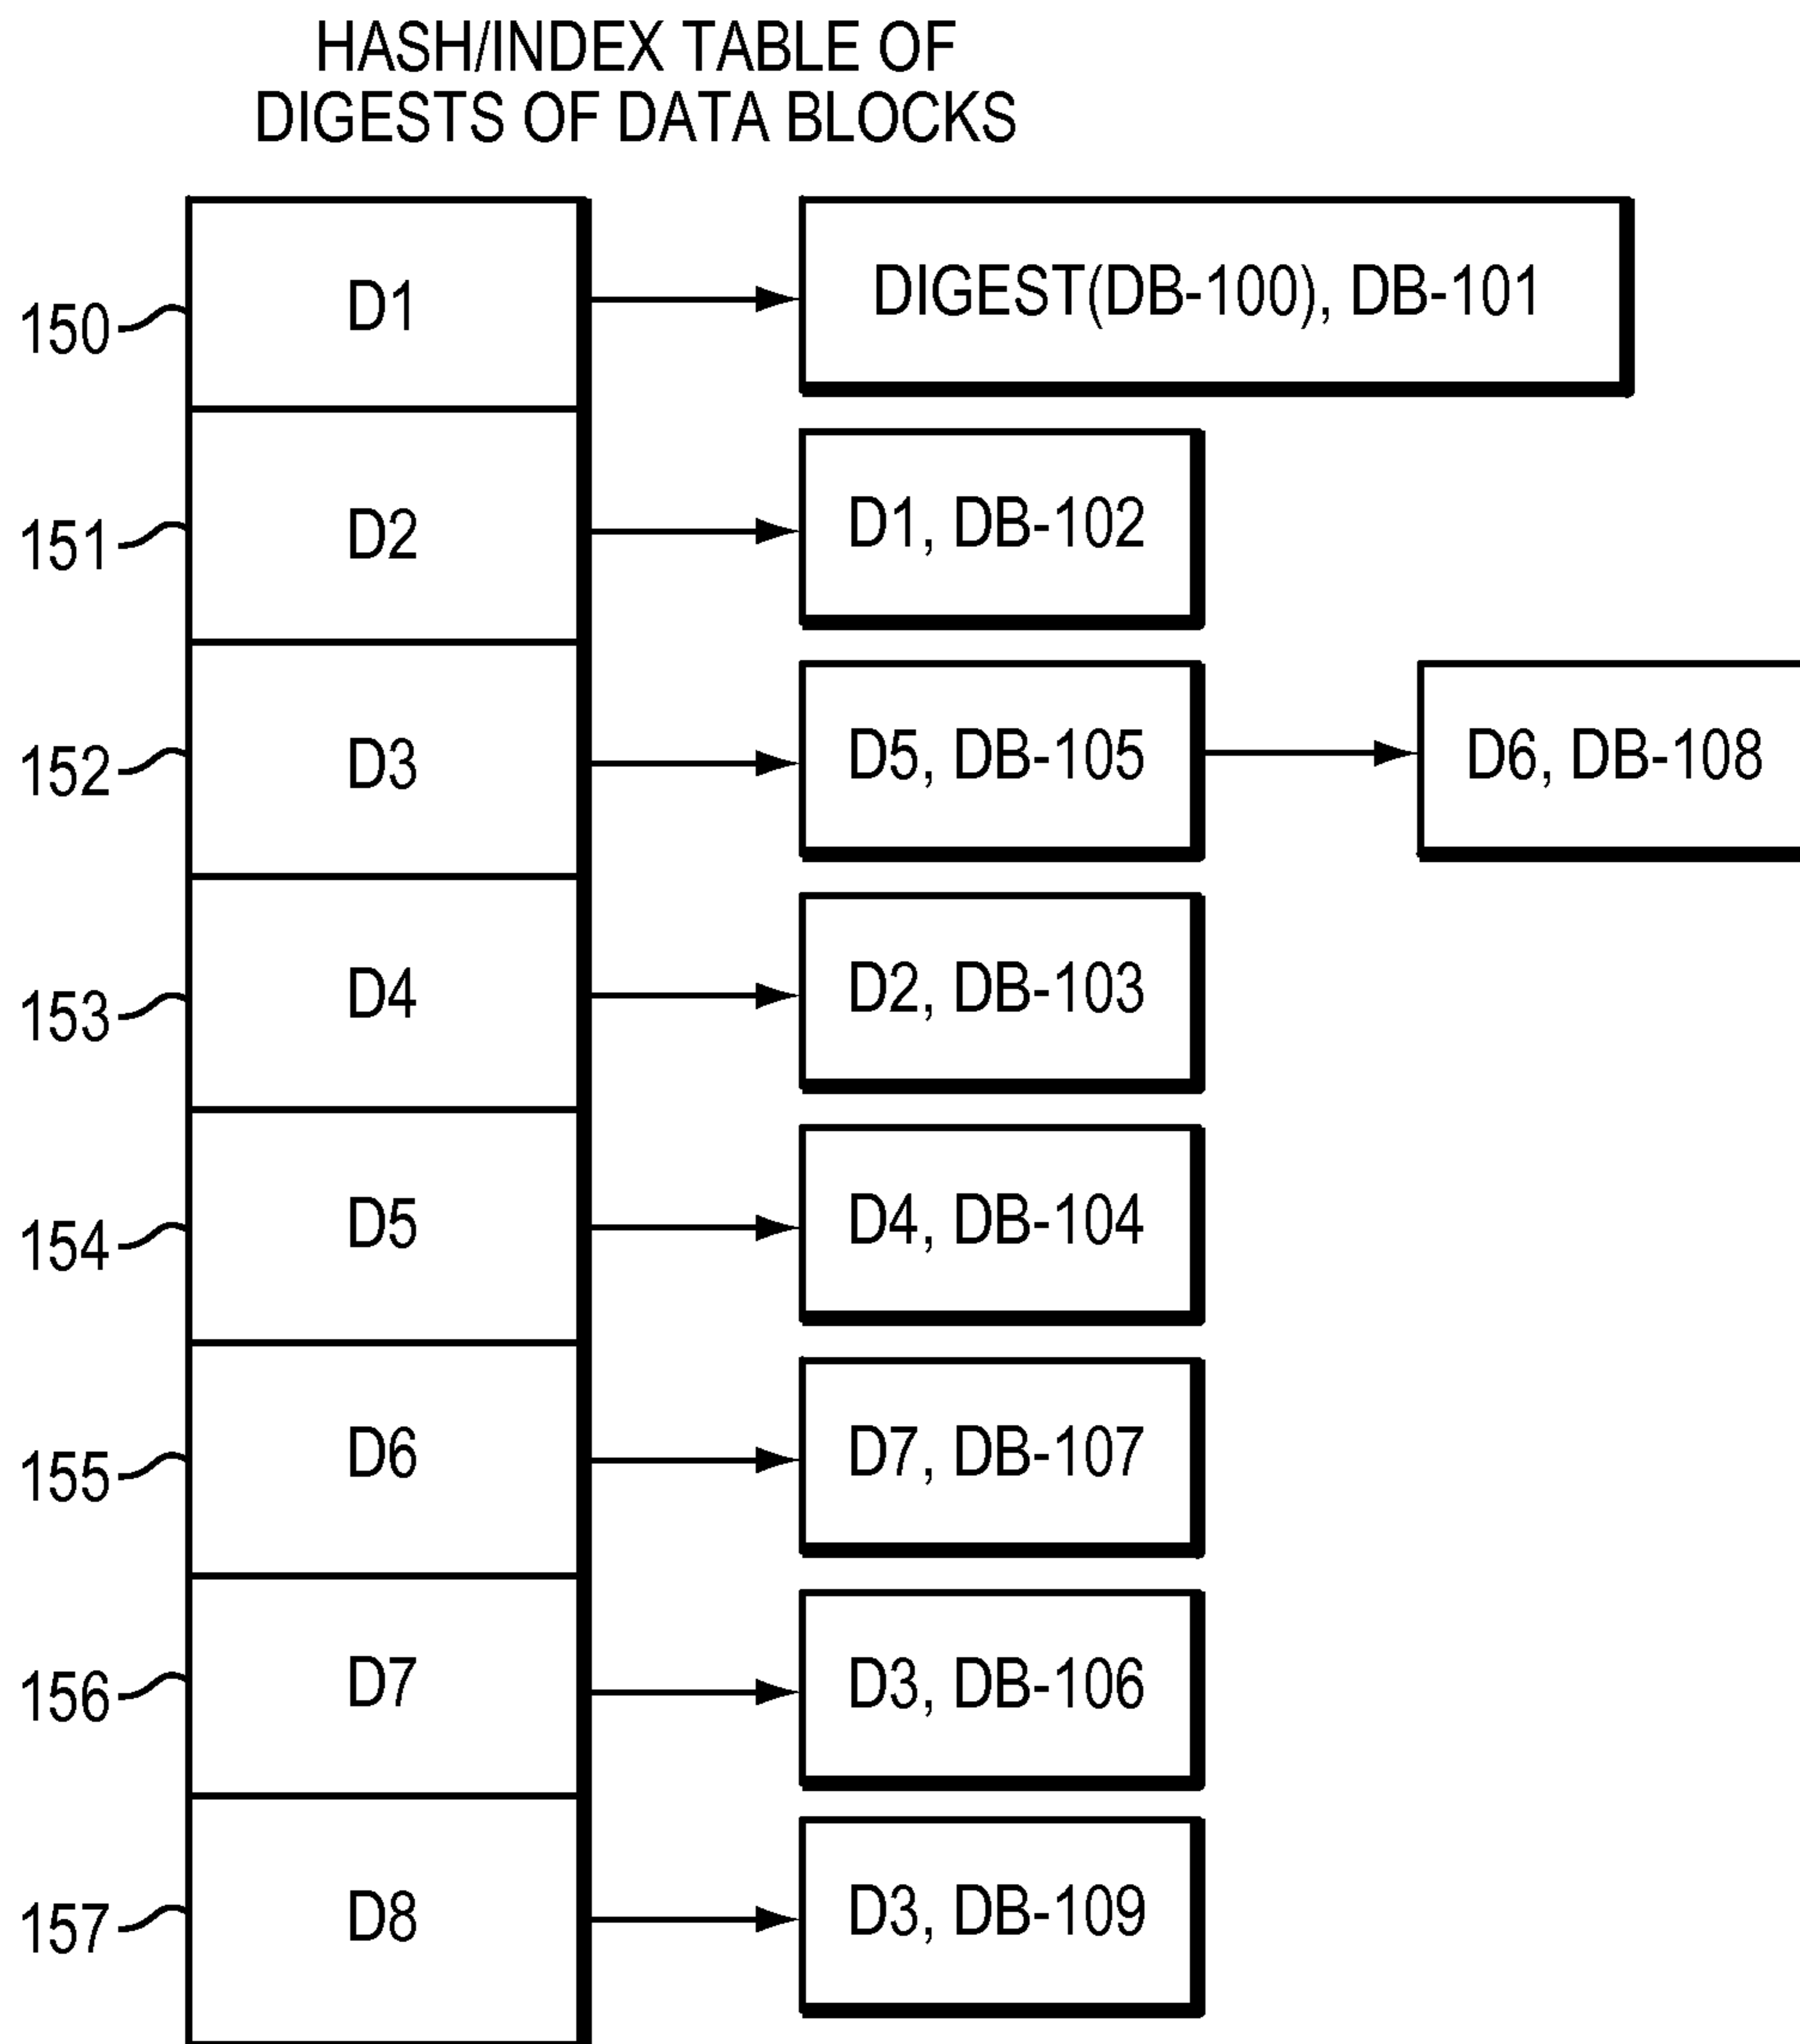 HASH/INDEX TABLE OF
DIGESTS OF DATA BLOCKS
150
D1
DIGEST(DB-100), DB-101
151
D2
D1, DB-102
152
D3
D5, DB-105
D6, DB-108
153
D4
D2, DB-103
154
D5
D4, DB-104
155
D6
D7, DB-107
156
D7
D3, DB-106
157
D8
D3, DB-109